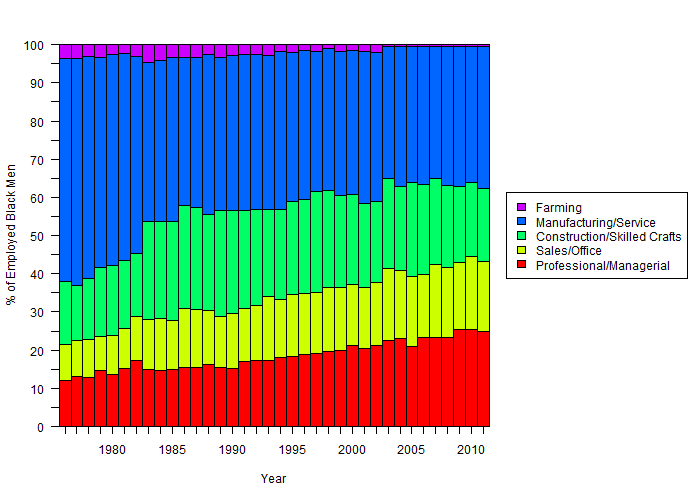 % of Employed Black Men
100
90
80
70
60
50
40
30
20
10
0
1980 1985 1990 1995 2000 2005 2010
Year
Farming
Manufacturing/Service
Construction/Skilled Crafts
Sales/Office
Professional/Managerial